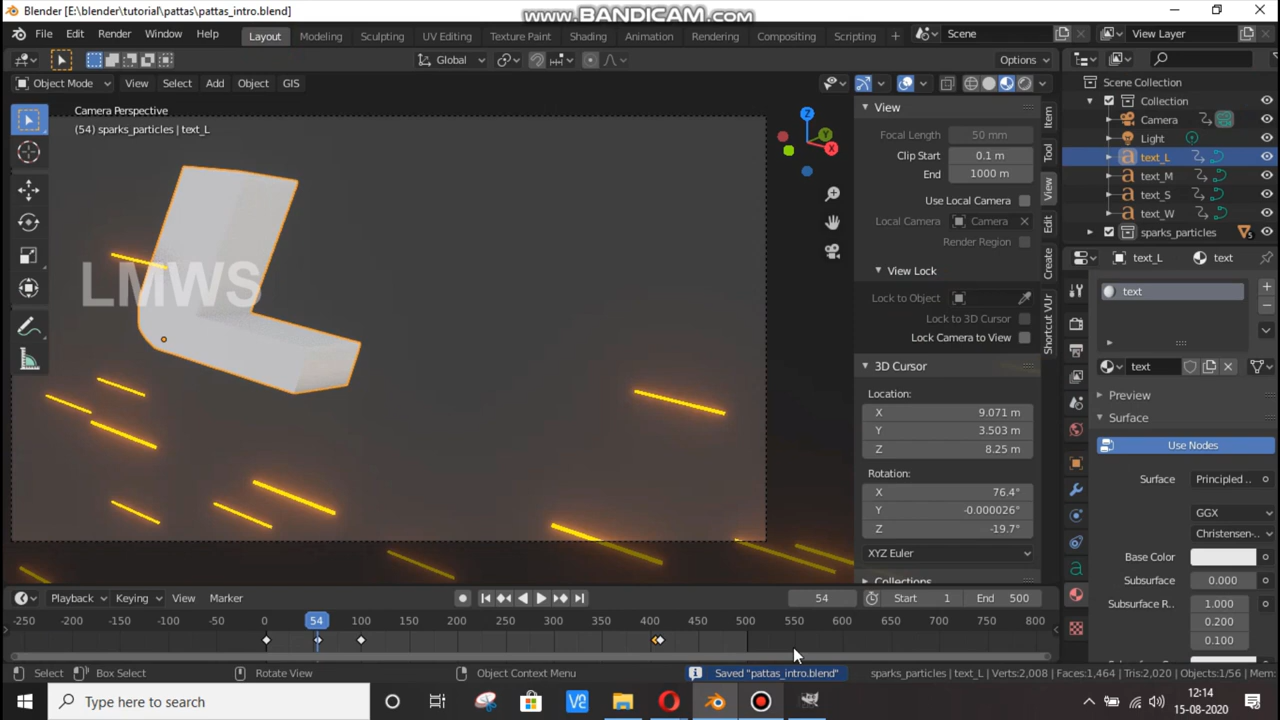 Blender [E:\blender\tutorial\pattas\pattas_intro.blend]
www.BANDICAM.com
File Edit Render Window Help Layout Modeling Sculpting UV Editing Texture Paint Shading Animation Rendering Compositing Scripting + Scene View Layer
Global Options
Object Mode View Select Add Object GIS
Camera Perspective
(54) sparks_particles | text_L
LMWS
Z
Y
X
View
Focal Length 50 mm
Clip Start 0.1 m
End 1000 m
Use Local Camera
Local Camera Camera
Render Region
View Lock
Lock to Object
Lock to 3D Cursor
Lock Camera to View
3D Cursor
Location:
X 9.071 m
Y 3.503 m
Z 8.25 m
Rotation:
X 76.4°
Y -0.000026°
Z -19.7°
XYZ Euler
Collections
Item
Tool
View
Edit
Create
Shortcut VUr
Scene Collection
Collection
Camera
Light
text_L
text_M
text_S
text_W
sparks_particles 5
text_L text
text
text
Preview
Surface
Use Nodes
Surface Principled ..
GGX
Christensen-..
Base Color
Subsurface 0.000
Subsurface R.. 1.000
0.200
0.100
Playback Keying View Marker 54 Start 1 End 500
-250 -200 -150 -100 -50 0 54 100 150 200 250 300 350 400 450 500 550 600 650 700 750 800
Select Box Select Rotate View Object Context Menu Saved "pattas_intro.blend" sparks_particles | text_L | Verts:2,008 | Faces:1,464 | Tris:2,020 | Objects:1/56 | Mem:
Type here to search
12:14
15-08-2020